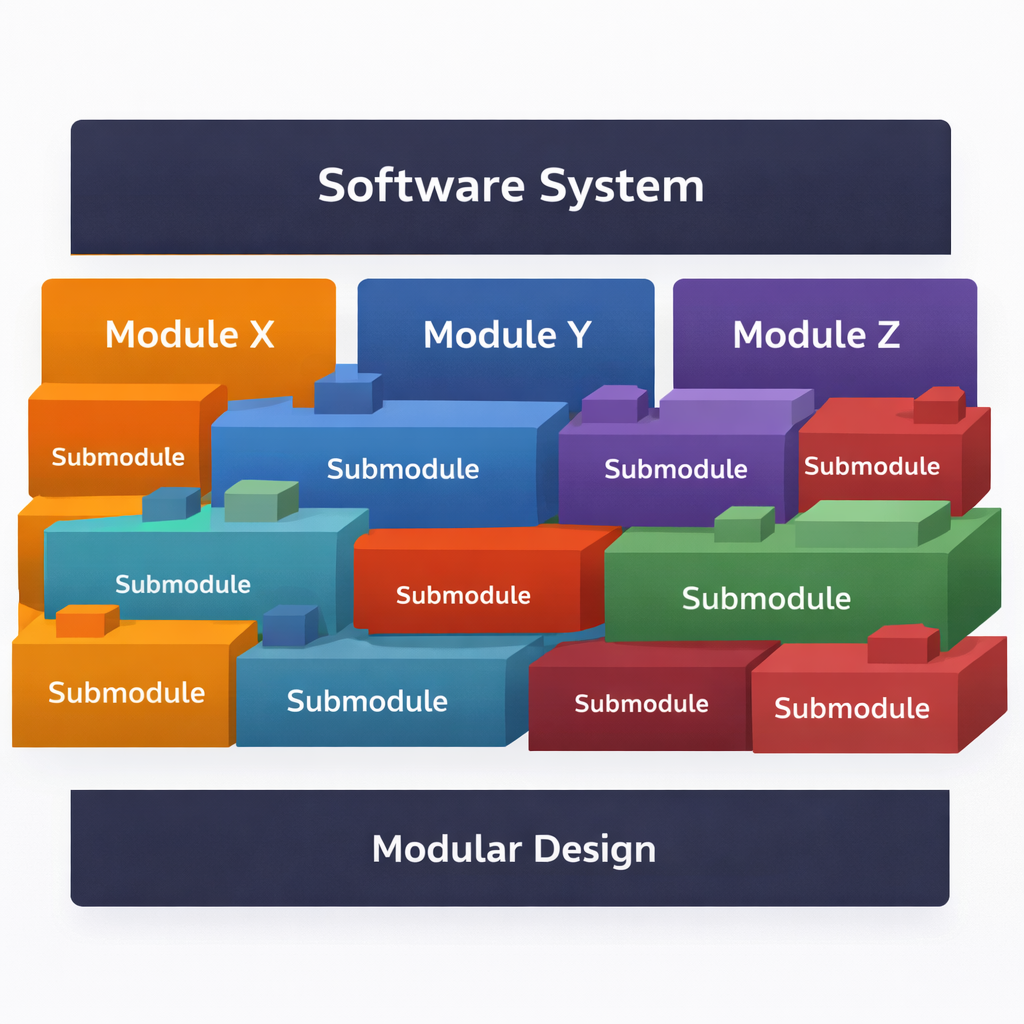 Software System
Module X
Module Y
Module Z
Submodule
Submodule
Submodule
Submodule
Submodule
Submodule
Submodule
Submodule
Submodule
Submodule
Submodule
Modular Design